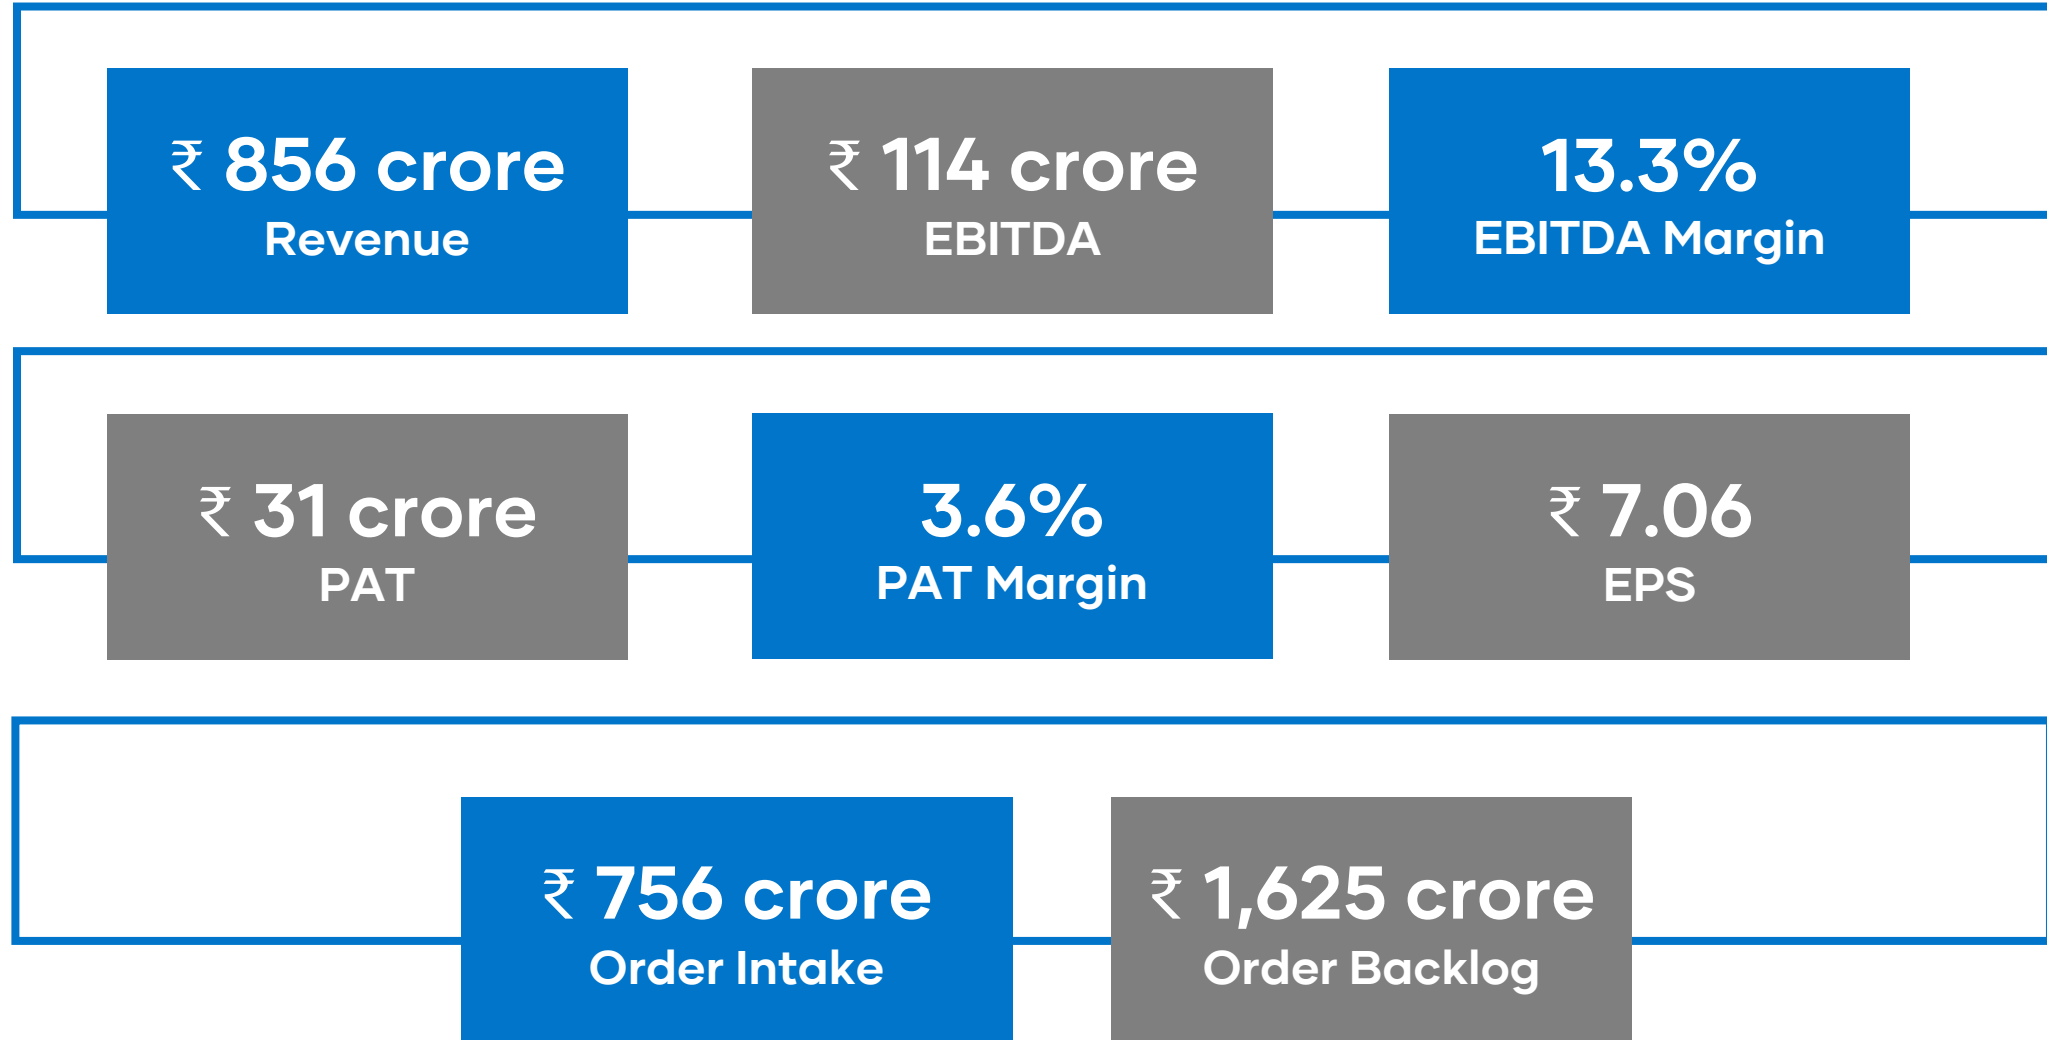 ₹ 856 crore
Revenue
₹ 114 crore
EBITDA
13.3%
EBITDA Margin
₹ 31 crore
PAT
3.6%
PAT Margin
₹ 7.06
EPS
₹ 756 crore
Order Intake
₹ 1,625 crore
Order Backlog